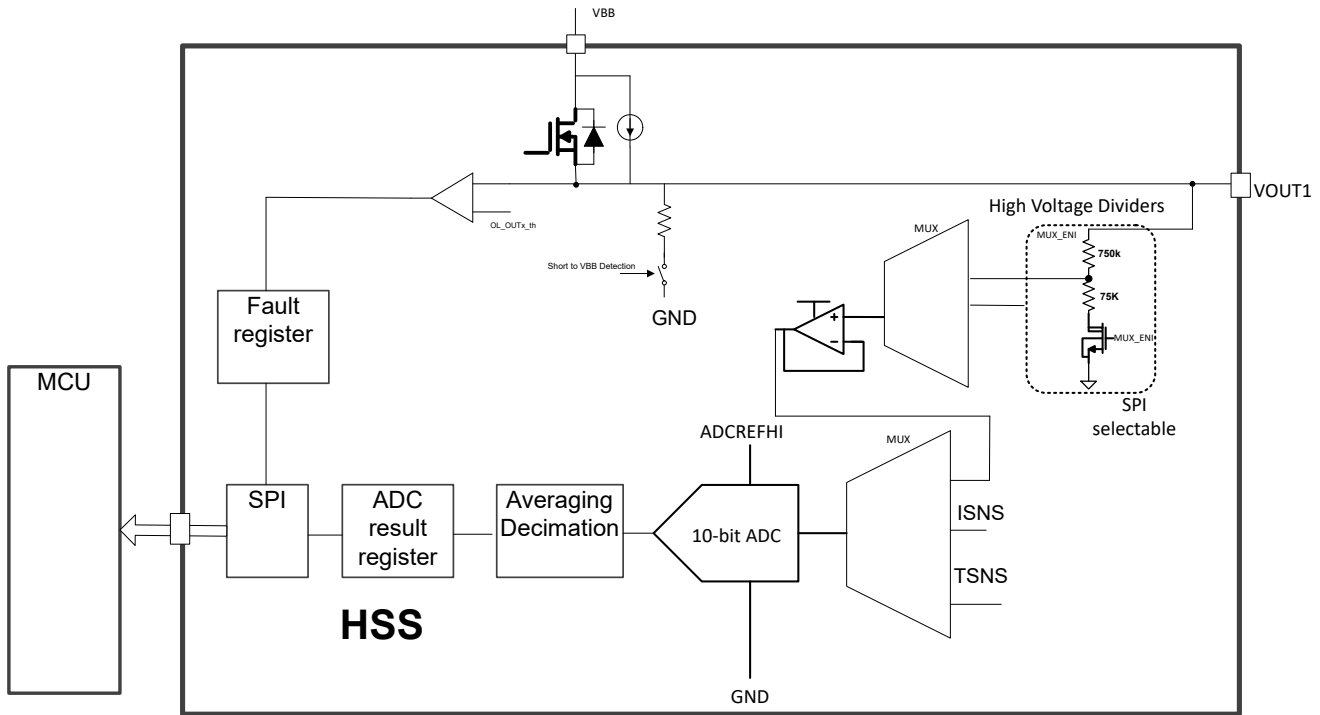 VBB
VOUT1
High Voltage Dividers
MUX_ENI
750k
75K
MUX_ENI
SPI
selectable
MUX
OL_OUTx_th
Short to VBB Detection
GND
Fault
register
MCU
SPI
ADC
result
register
Averaging
Decimation
ADCREFHI
10-bit ADC
GND
MUX
ISNS
TSNS
HSS